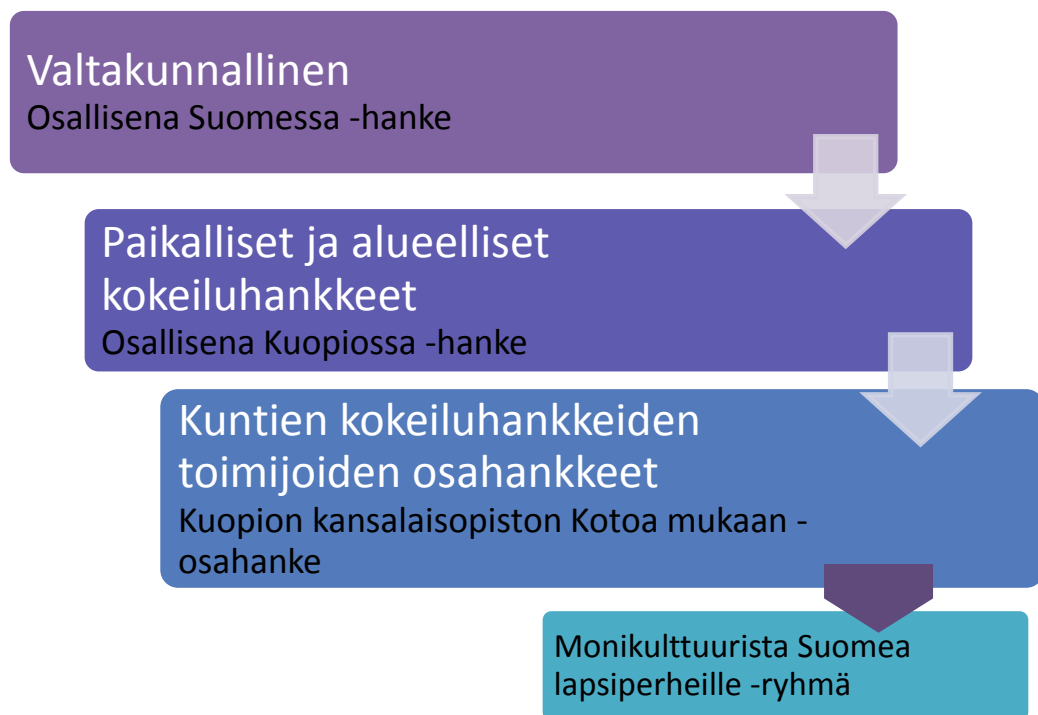 Valtakunnallinen
Osallisena Suomessa -hanke
Paikalliset ja alueelliset
kokeiluhankkeet
Osallisena Kuopiossa -hanke
Kuntien kokeiluhankkeiden
toimijoiden osahankkeet
Kuopion kansalaisopiston Kotoa mukaan -
osahanke
Monikulttuurista Suomea
lapsiperheille -ryhmä